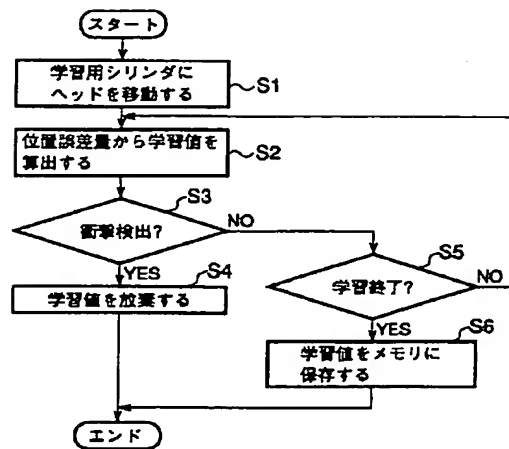 スタート
学習用シリンダに
ヘッドを移動する
S1
位置誤差量から学習値を
算出する
S2
S3
衝撃検出?
NO
YES
S4
学習値を放棄する
S5
学習終了?
NO
YES
S6
学習値をメモリに
保存する
エンド